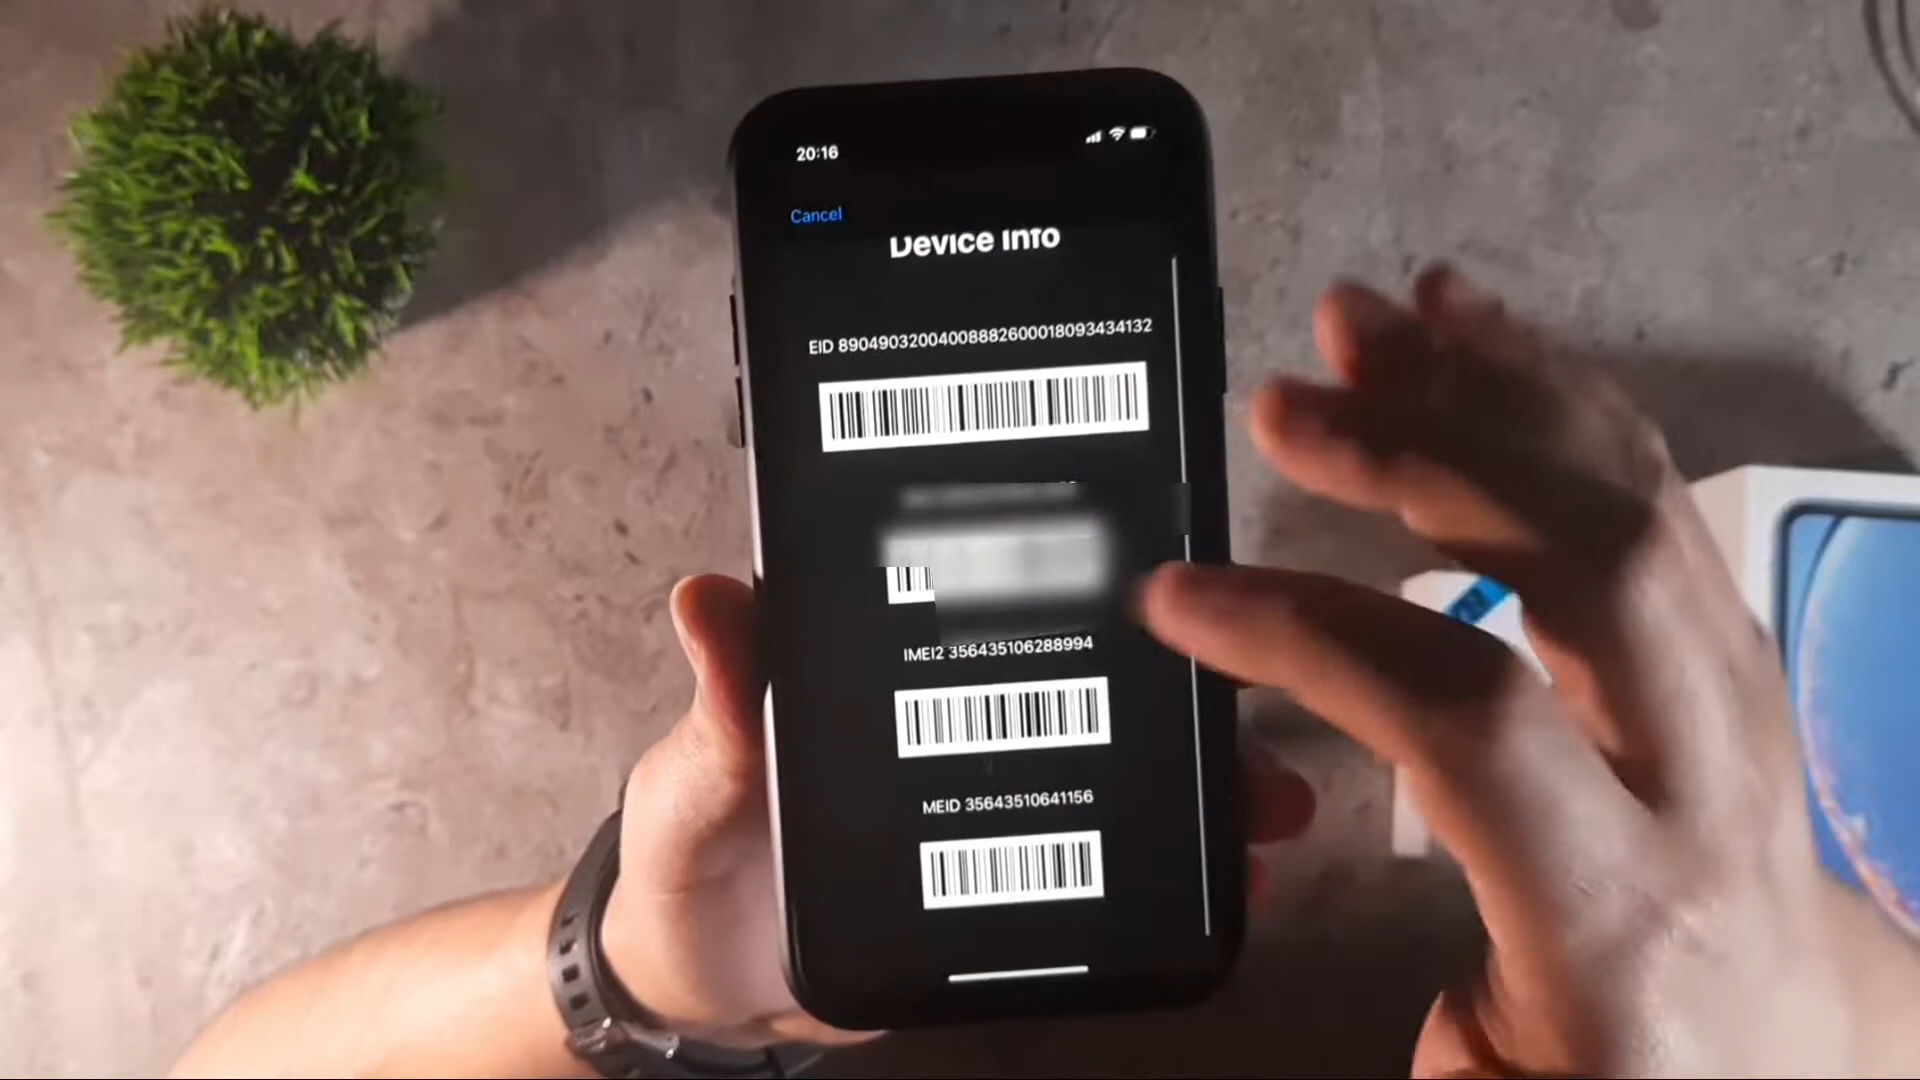 20:16
Cancel
Device Info
EID 89049032004008882600018093434132
IMEI2 356435106288994
MEID 35643510641156